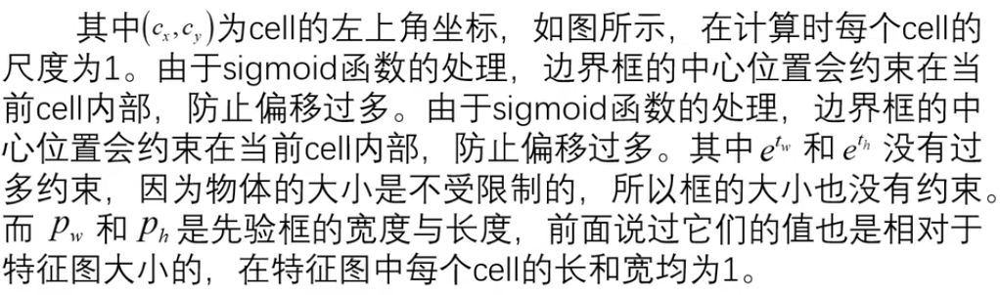 其中(cₓ,c_y)为cell的左上角坐标，如图所示，在计算时每个cell的
尺度为1。由于sigmoid函数的处理，边界框的中心位置会约束在当
前cell内部，防止偏移过多。由于sigmoid函数的处理，边界框的中
心位置会约束在当前cell内部，防止偏移过多。其中 e^{t_w} 和 e^{t_h} 没有过
多约束，因为物体的大小是不受限制的，所以框的大小也没有约束。
而 p_w 和 p_h 是先验框的宽度与长度，前面说过它们的值也是相对于
特征图大小的，在特征图中每个cell的长和宽均为1。